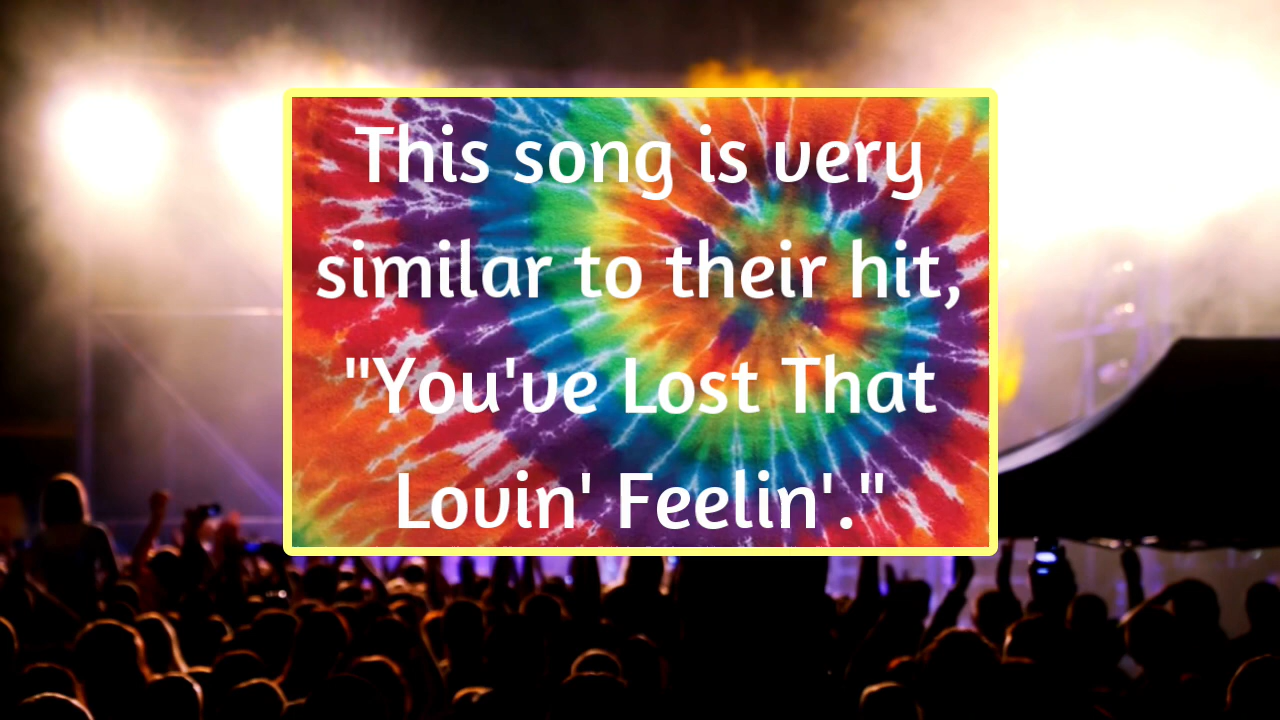 This song is very
similar to their hit,
"You've Lost That
Lovin' Feelin'."